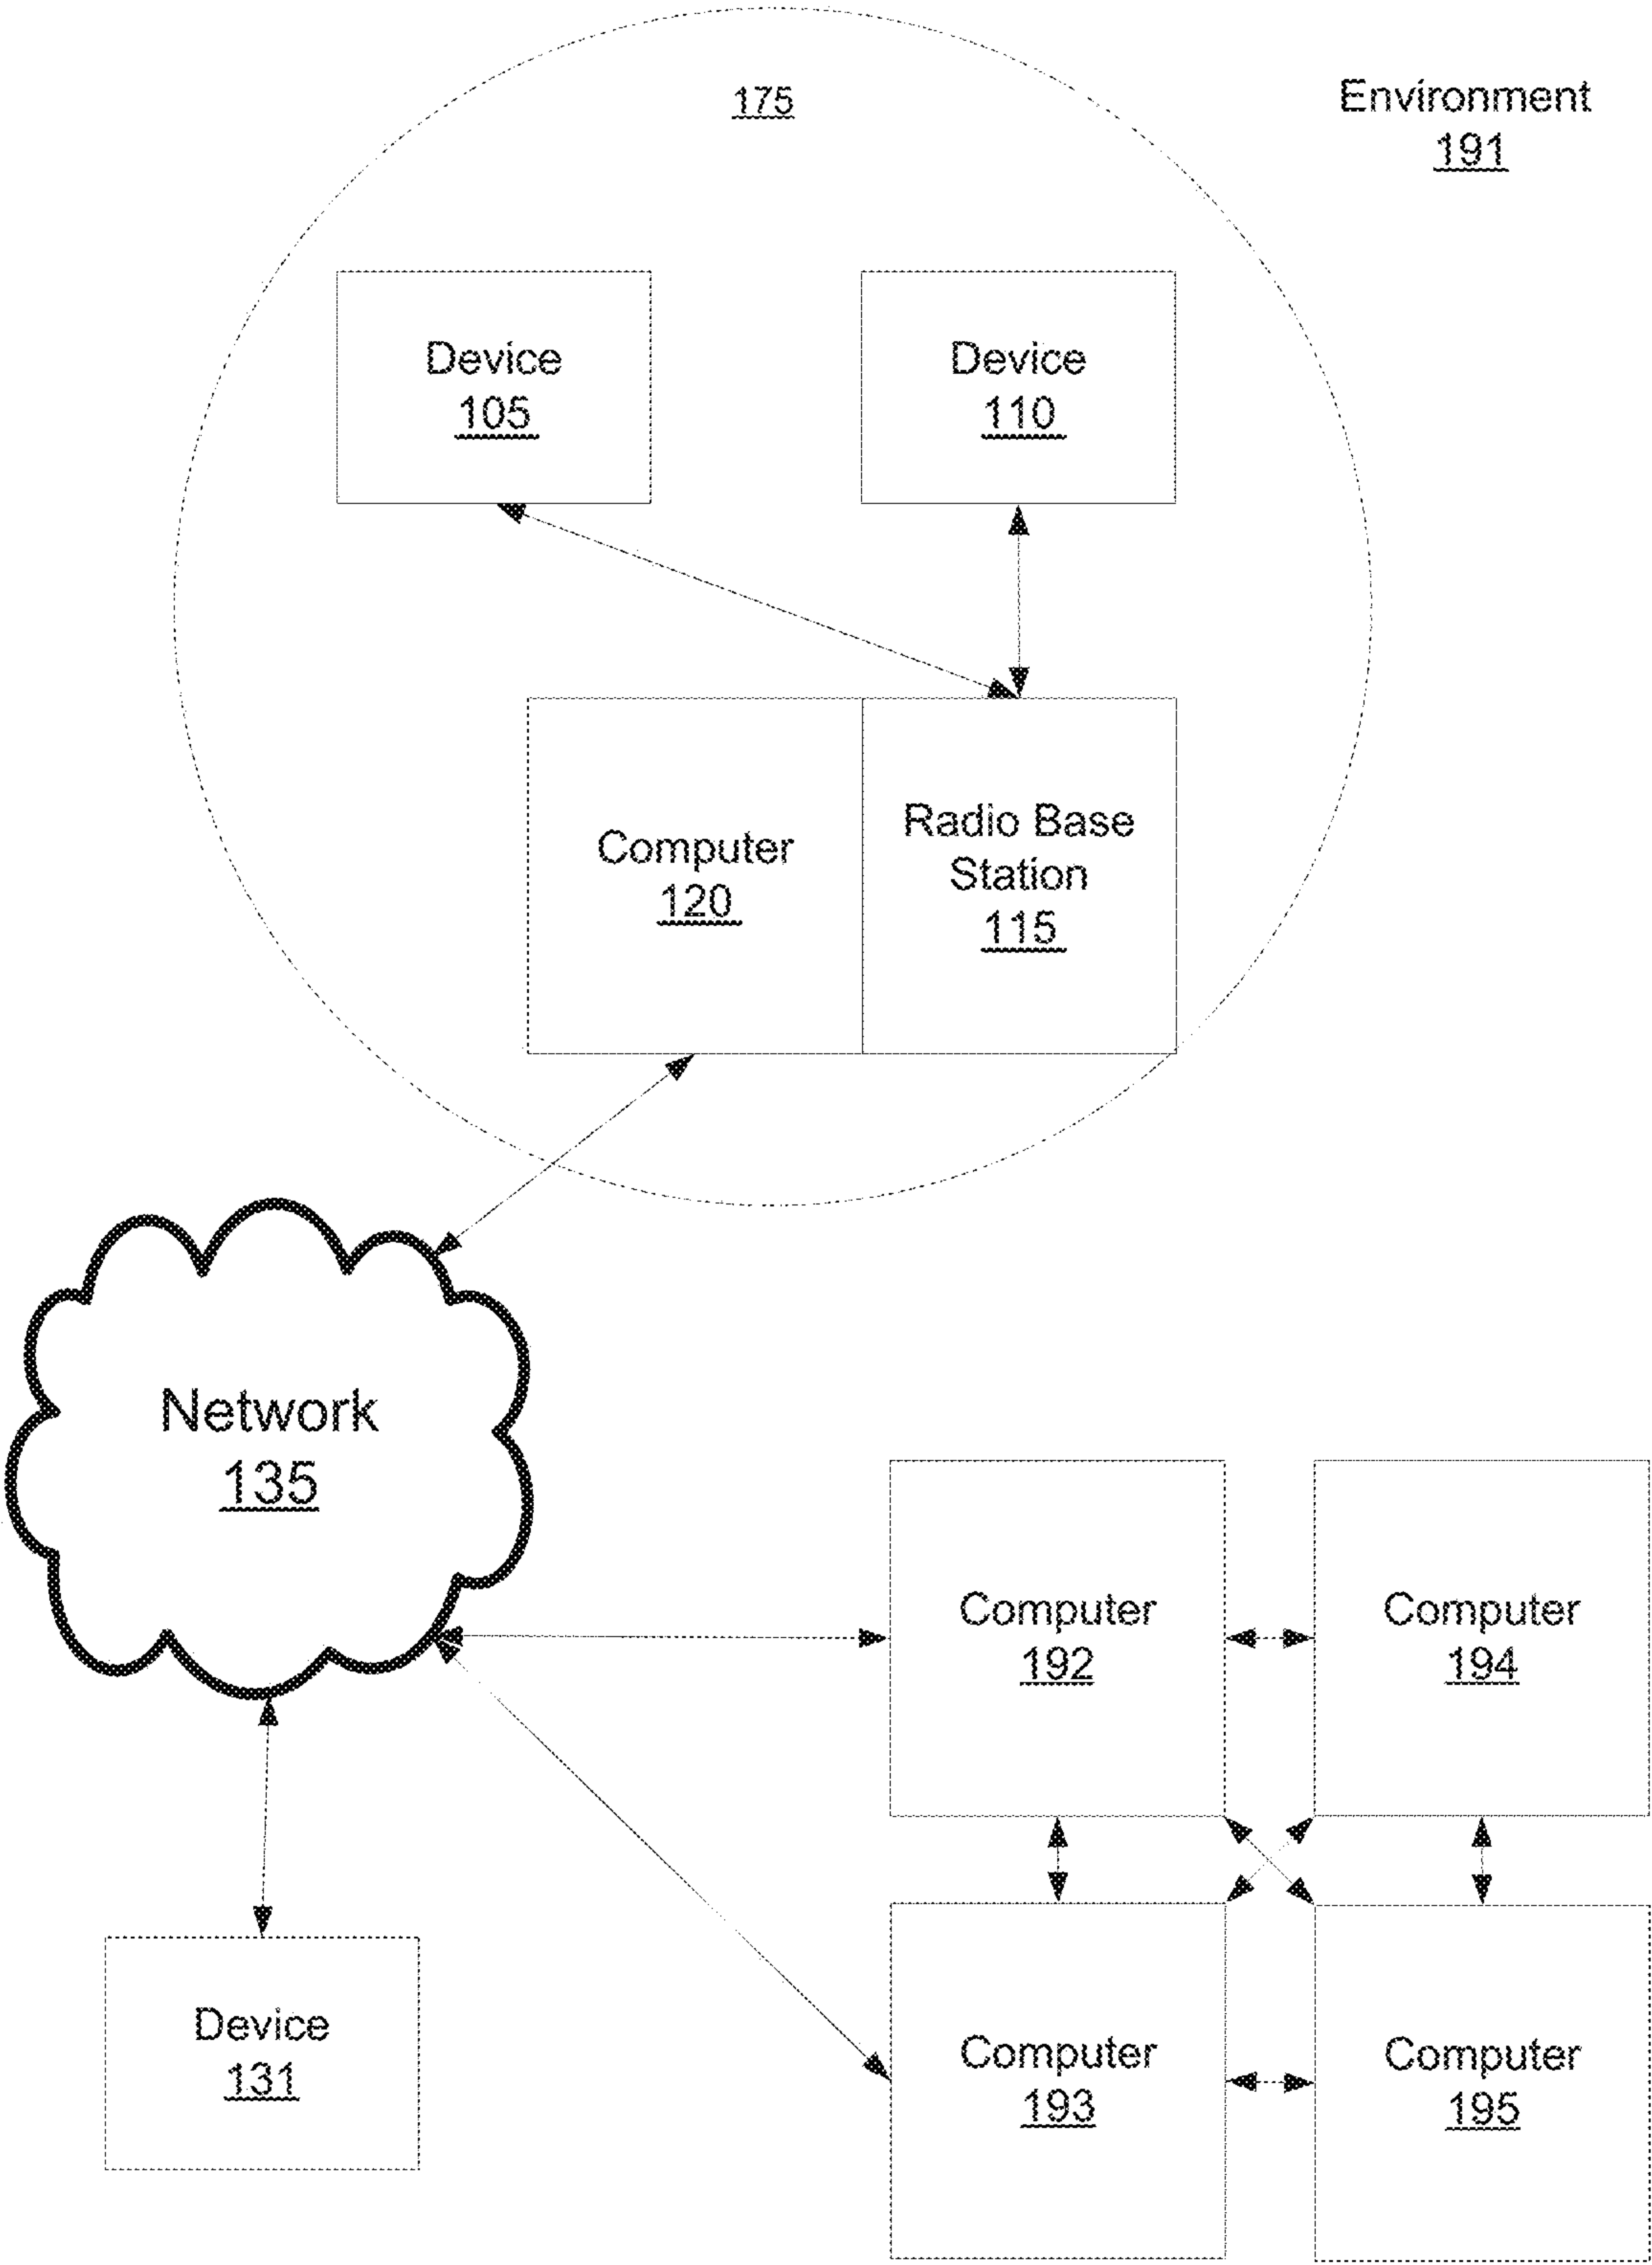 175
Environment
191
Device
105
Device
110
Computer
120
Radio Base
Station
115
Network
135
Computer
192
Computer
194
Device
131
Computer
193
Computer
195